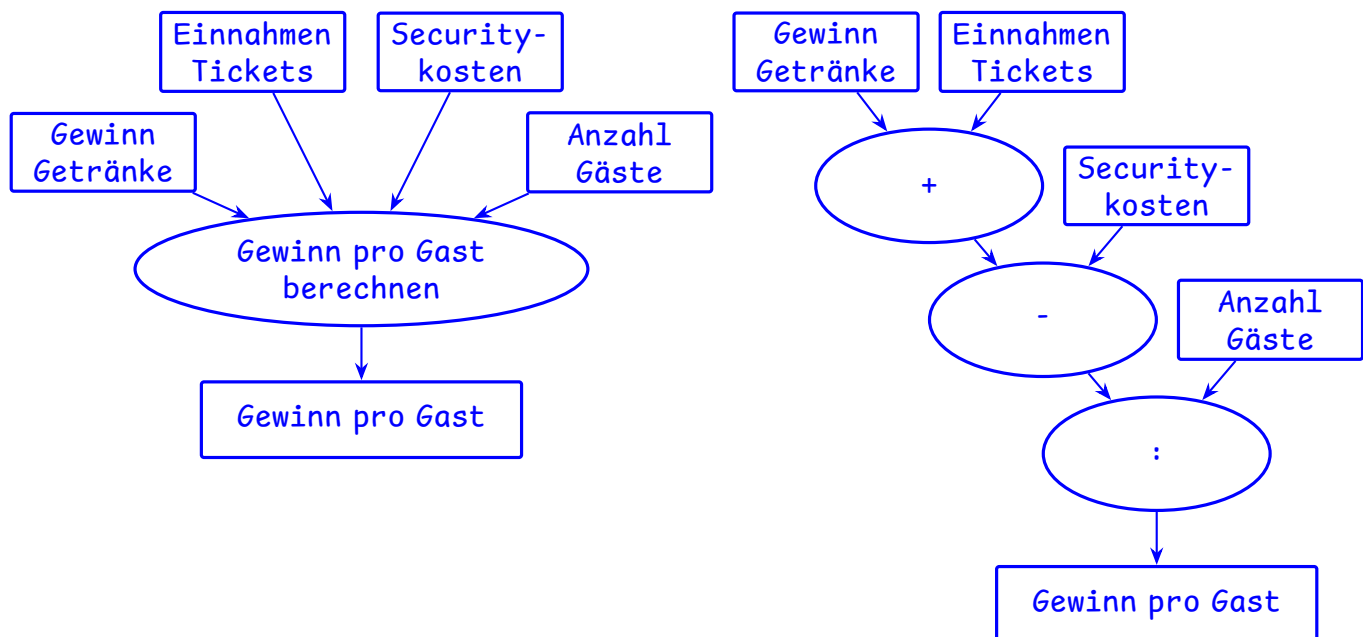 Einnahmen
Tickets
Security-
kosten
Gewinn
Getränke
Anzahl
Gäste
Gewinn pro Gast
berechnen
Gewinn pro Gast
Gewinn
Getränke
Einnahmen
Tickets
+
Security-
kosten
-
Anzahl
Gäste
:
Gewinn pro Gast